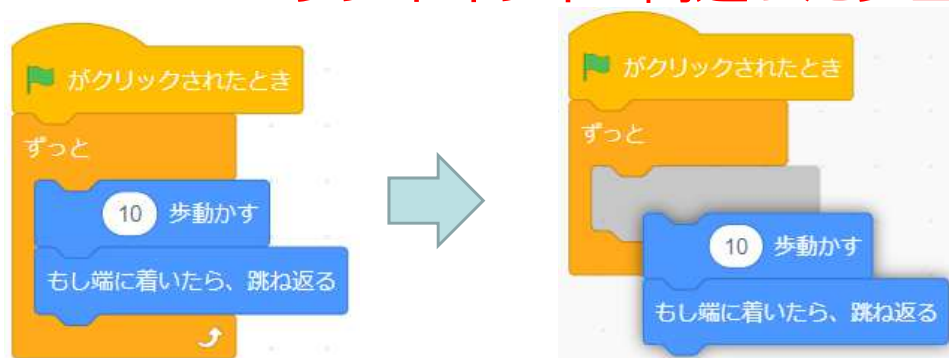 がクリックされたとき
ずっと
10 歩動かす
もし端に着いたら、跳ね返る
がクリックされたとき
ずっと
10 歩動かす
もし端に着いたら、跳ね返る